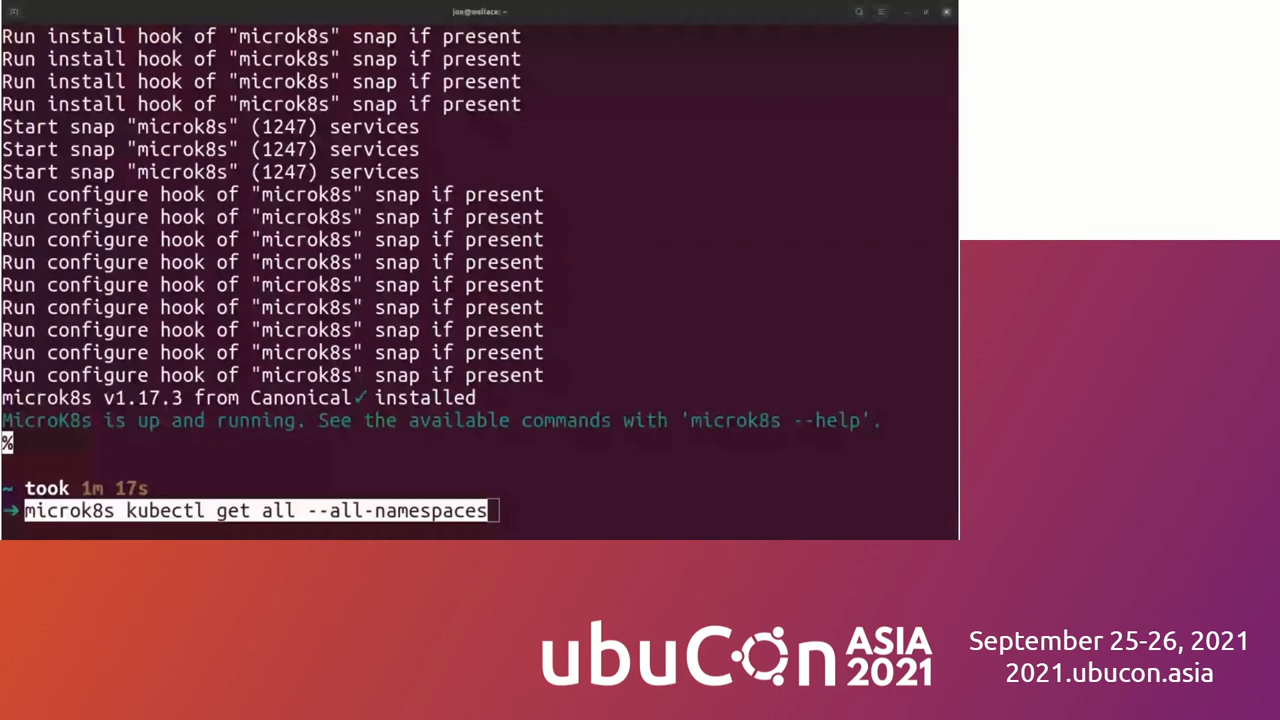 joe@wellace: ~
Run install hook of "microk8s" snap if present
Run install hook of "microk8s" snap if present
Run install hook of "microk8s" snap if present
Run install hook of "microk8s" snap if present
Start snap "microk8s" (1247) services
Start snap "microk8s" (1247) services
Start snap "microk8s" (1247) services
Run configure hook of "microk8s" snap if present
Run configure hook of "microk8s" snap if present
Run configure hook of "microk8s" snap if present
Run configure hook of "microk8s" snap if present
Run configure hook of "microk8s" snap if present
Run configure hook of "microk8s" snap if present
Run configure hook of "microk8s" snap if present
Run configure hook of "microk8s" snap if present
Run configure hook of "microk8s" snap if present
microk8s v1.17.3 from Canonical✓ installed
MicroK8s is up and running. See the available commands with 'microk8s --help'.
%
~ took 1m 17s
→ microk8s kubectl get all --all-namespaces
ubuCon ASIA 2021
September 25-26, 2021
2021.ubucon.asia